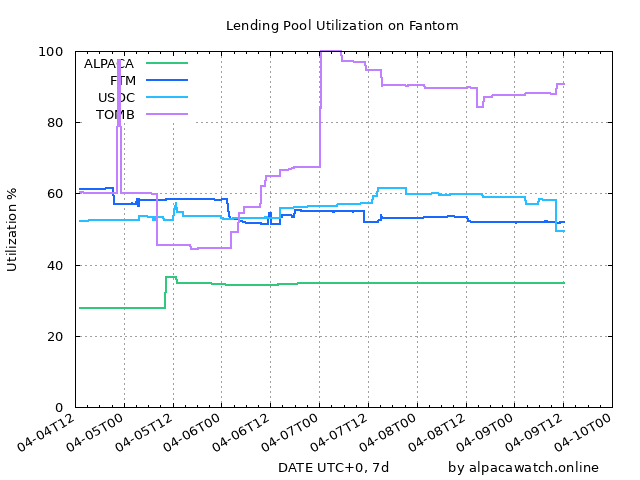 Lending Pool Utilization on Fantom
100
80
60
40
20
0
Utilization %
ALPACA
FTM
USDC
TOMB
04-04T12
04-05T00
04-05T12
04-06T00
04-06T12
04-07T00
04-07T12
04-08T00
04-08T12
04-09T00
04-09T12
04-10T00
DATE UTC+0, 7d
by alpacawatch.online